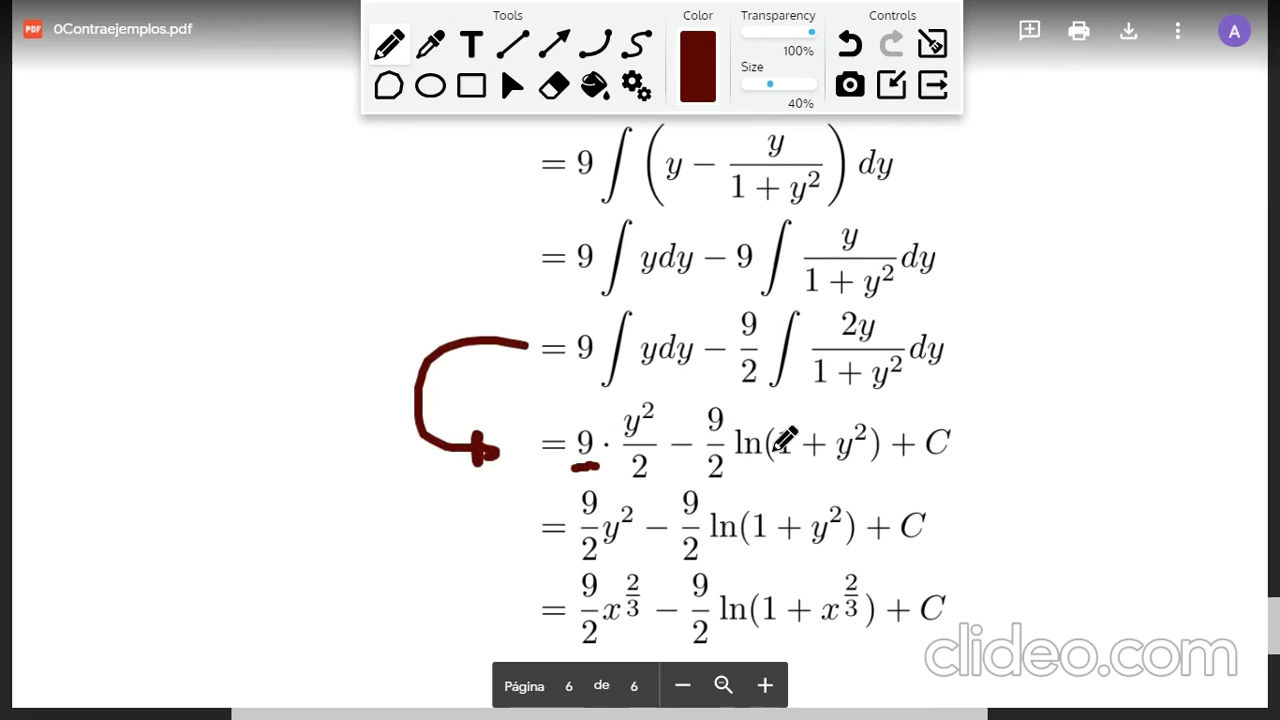 0Contraejemplos.pdf
PDF
Tools
Color
Transparency
100%
Size
40%
Controls
A
= 9 ∫ ( y − y / (1 + y²) ) dy
= 9 ∫ ydy − 9 ∫ y / (1 + y²) dy
= 9 ∫ ydy − 9/2 ∫ 2y / (1 + y²) dy
= 9 · y²/2 − 9/2 ln(1 + y²) + C
= 9/2 y² − 9/2 ln(1 + y²) + C
= 9/2 x^(2/3) − 9/2 ln(1 + x^(2/3)) + C
clideo.com
Página 6 de 6